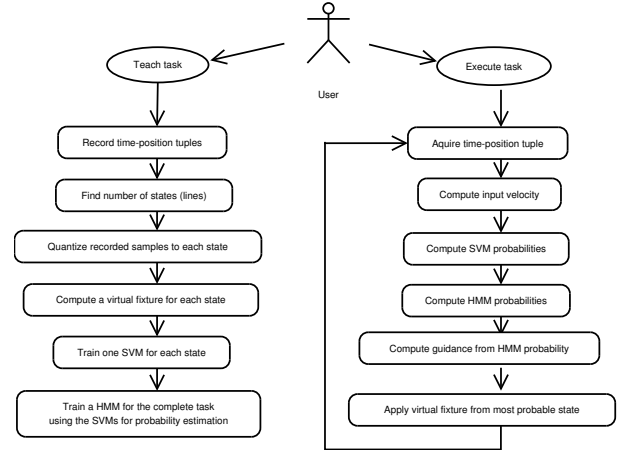 Teach task
Execute task
User
Record time-position tuples
Find number of states (lines)
Quantize recorded samples to each state
Compute a virtual fixture for each state
Train one SVM for each state
Train a HMM for the complete task
using the SVMs for probability estimation
Aquire time-position tuple
Compute input velocity
Compute SVM probabilities
Compute HMM probabilities
Compute guidance from HMM probability
Apply virtual fixture from most probable state